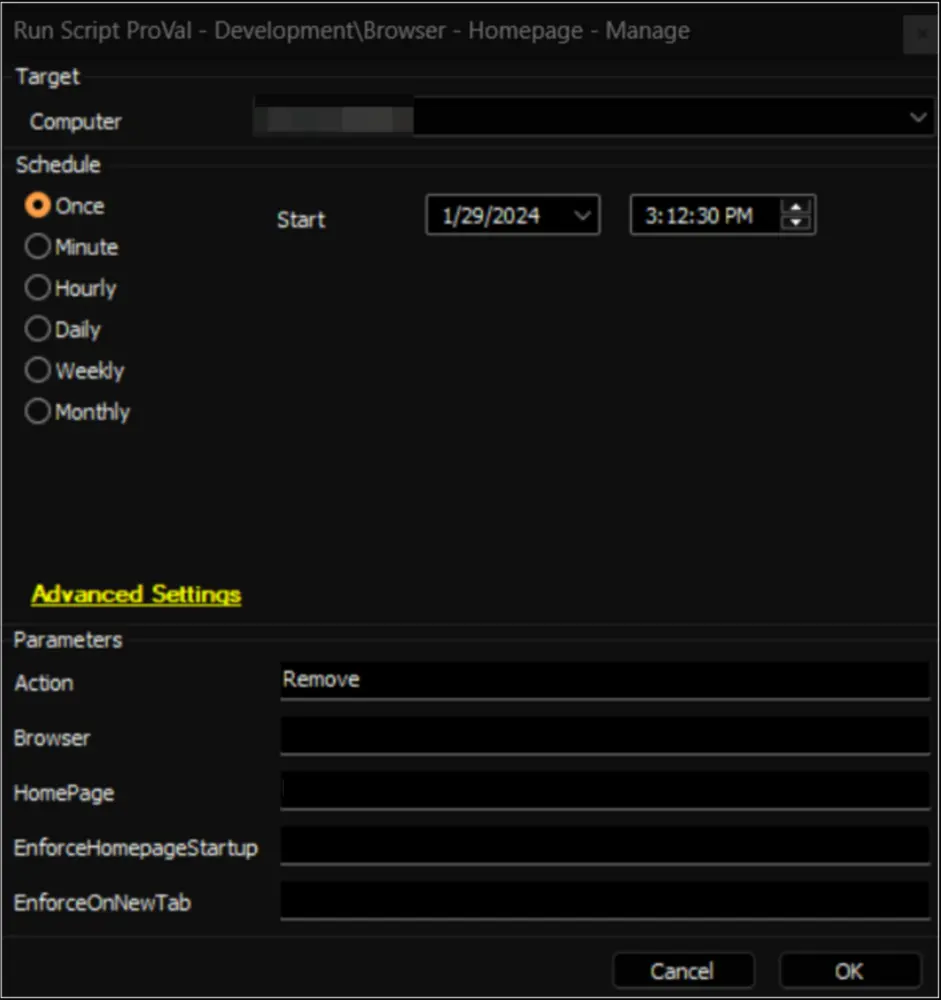 Run Script ProVal - Development\Browser - Homepage - Manage
Target
Computer
Schedule
Once
Start 1/29/2024 3:12:30 PM
Minute
Hourly
Daily
Weekly
Monthly
Advanced Settings
Parameters
Action Remove
Browser
HomePage
EnforceHomepageStartup
EnforceOnNewTab
Cancel OK